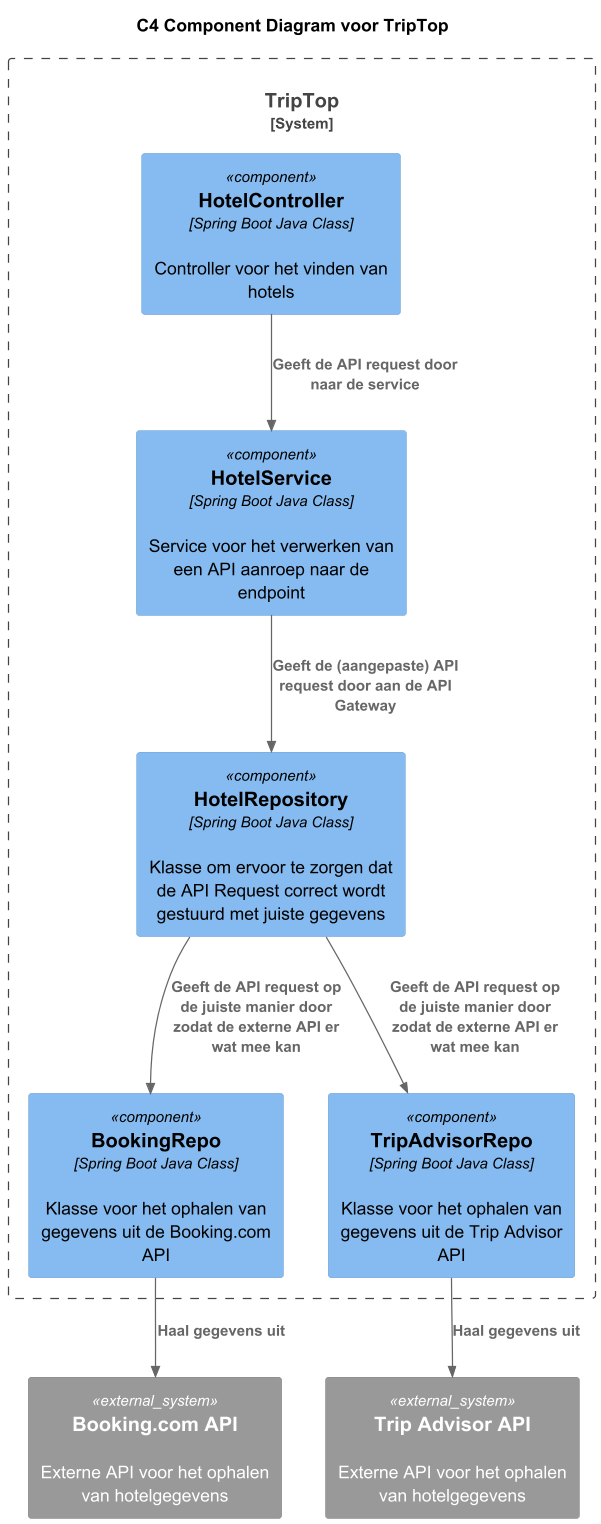 C4 Component Diagram voor TripTop
TripTop
[System]
«component»
HotelController
[Spring Boot Java Class]
Controller voor het vinden van
hotels
Geeft de API request door
naar de service
«component»
HotelService
[Spring Boot Java Class]
Service voor het verwerken van
een API aanroep naar de
endpoint
Geeft de (aangepaste) API
request door aan de API
Gateway
«component»
HotelRepository
[Spring Boot Java Class]
Klasse om ervoor te zorgen dat
de API Request correct wordt
gestuurd met juiste gegevens
Geeft de API request op
de juiste manier door
zodat de externe API er
wat mee kan
Geeft de API request op
de juiste manier door
zodat de externe API er
wat mee kan
«component»
BookingRepo
[Spring Boot Java Class]
Klasse voor het ophalen van
gegevens uit de Booking.com
API
«component»
TripAdvisorRepo
[Spring Boot Java Class]
Klasse voor het ophalen van
gegevens uit de Trip Advisor
API
Haal gegevens uit
Haal gegevens uit
«external_system»
Booking.com API
Externe API voor het ophalen
van hotelgegevens
«external_system»
Trip Advisor API
Externe API voor het ophalen
van hotelgegevens